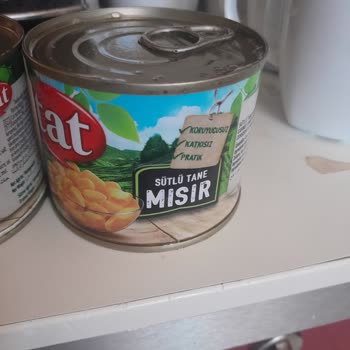 tat
KORUYUCUSUZ
KATKISIZ
PRATİK
SÜTLÜ TANE
MISIR